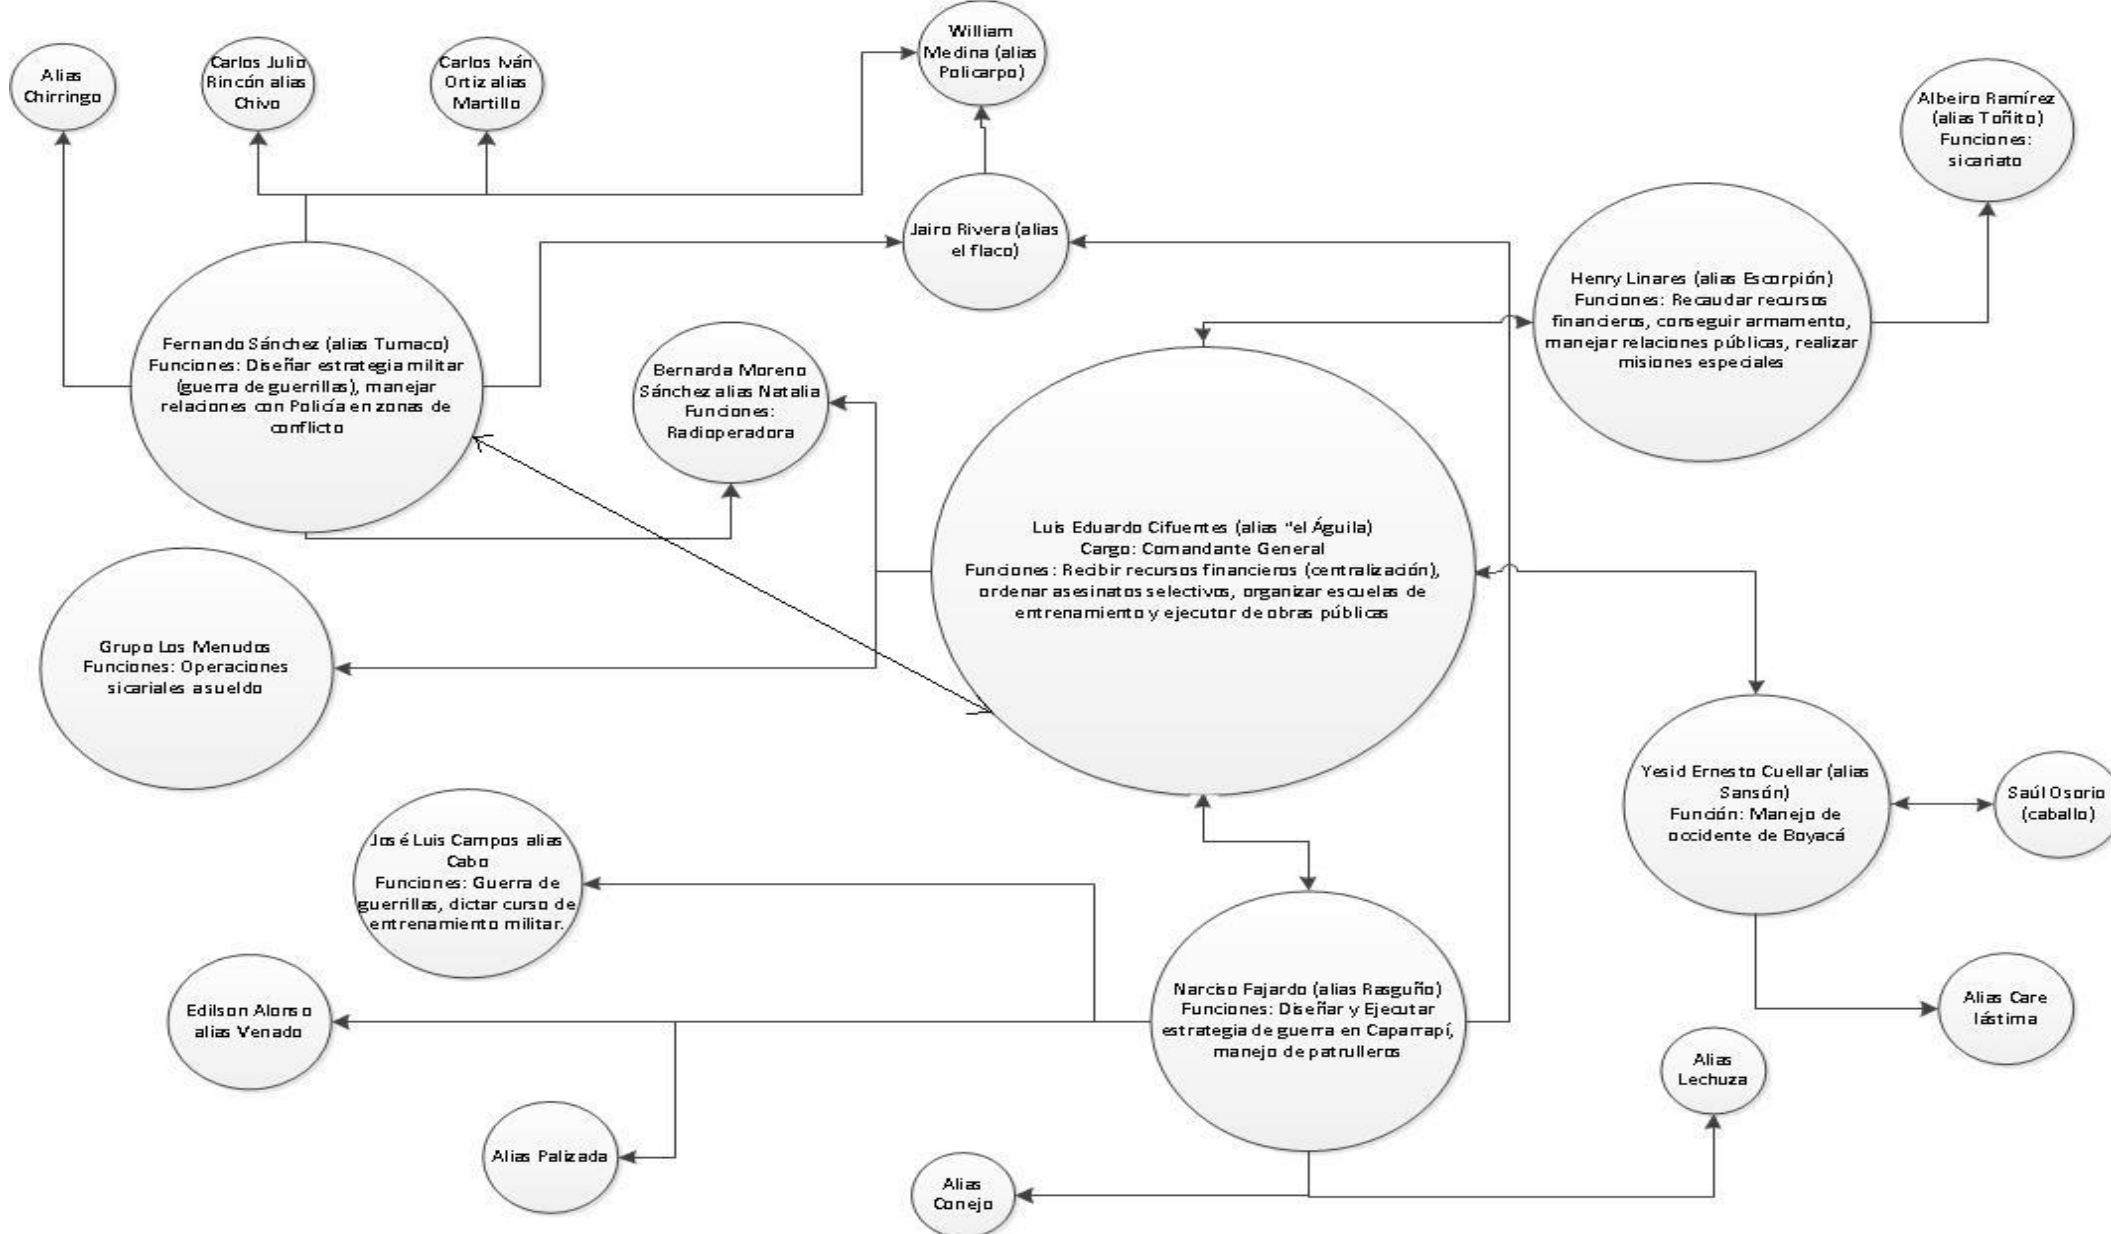 William
Medina (alias
Policarpo)
Alias
Chirringo
Carlos Julio
Rincón alias
Chivo
Carlos Iván
Ortiz alias
Martillo
Albeiro Ramírez
(alias Toñito)
Funciones:
sicariato
Jairo Rivera (alias
el flaco)
Henry Linares (alias Escorpión)
Funciones: Recaudar recursos
financieros, conseguir armamento,
manejar relaciones públicas, realizar
misiones especiales
Fernando Sánchez (alias Tumaco)
Funciones: Diseñar estrategia militar
(guerra de guerrillas), manejar
relaciones con Policía en zonas de
conflicto
Bernarda Moreno
Sánchez alias Natalia
Funciones:
Radioperadora
Luis Eduardo Cifuentes (alias "el Águila)
Cargo: Comandante General
Funciones: Recibir recursos financieros (centralización),
ordenar asesinatos selectivos, organizar escuelas de
entrenamiento y ejecutor de obras públicas
Grupo Los Menudos
Funciones: Operaciones
sicariales a sueldo
Yesid Ernesto Cuellar (alias
Sansón)
Función: Manejo de
occidente de Boyacá
Saúl Osorio
(caballo)
José Luis Campos alias
Cabo
Funciones: Guerra de
guerrillas, dictar curso de
entrenamiento militar.
Edilson Alonso
alias Venado
Narciso Fajardo (alias Rasguño)
Funciones: Diseñar y Ejecutar
estrategia de guerra en Caparrapí,
manejo de patrulleros
Alias Care
lástima
Alias
Lechuza
Alias Palizada
Alias
Conejo